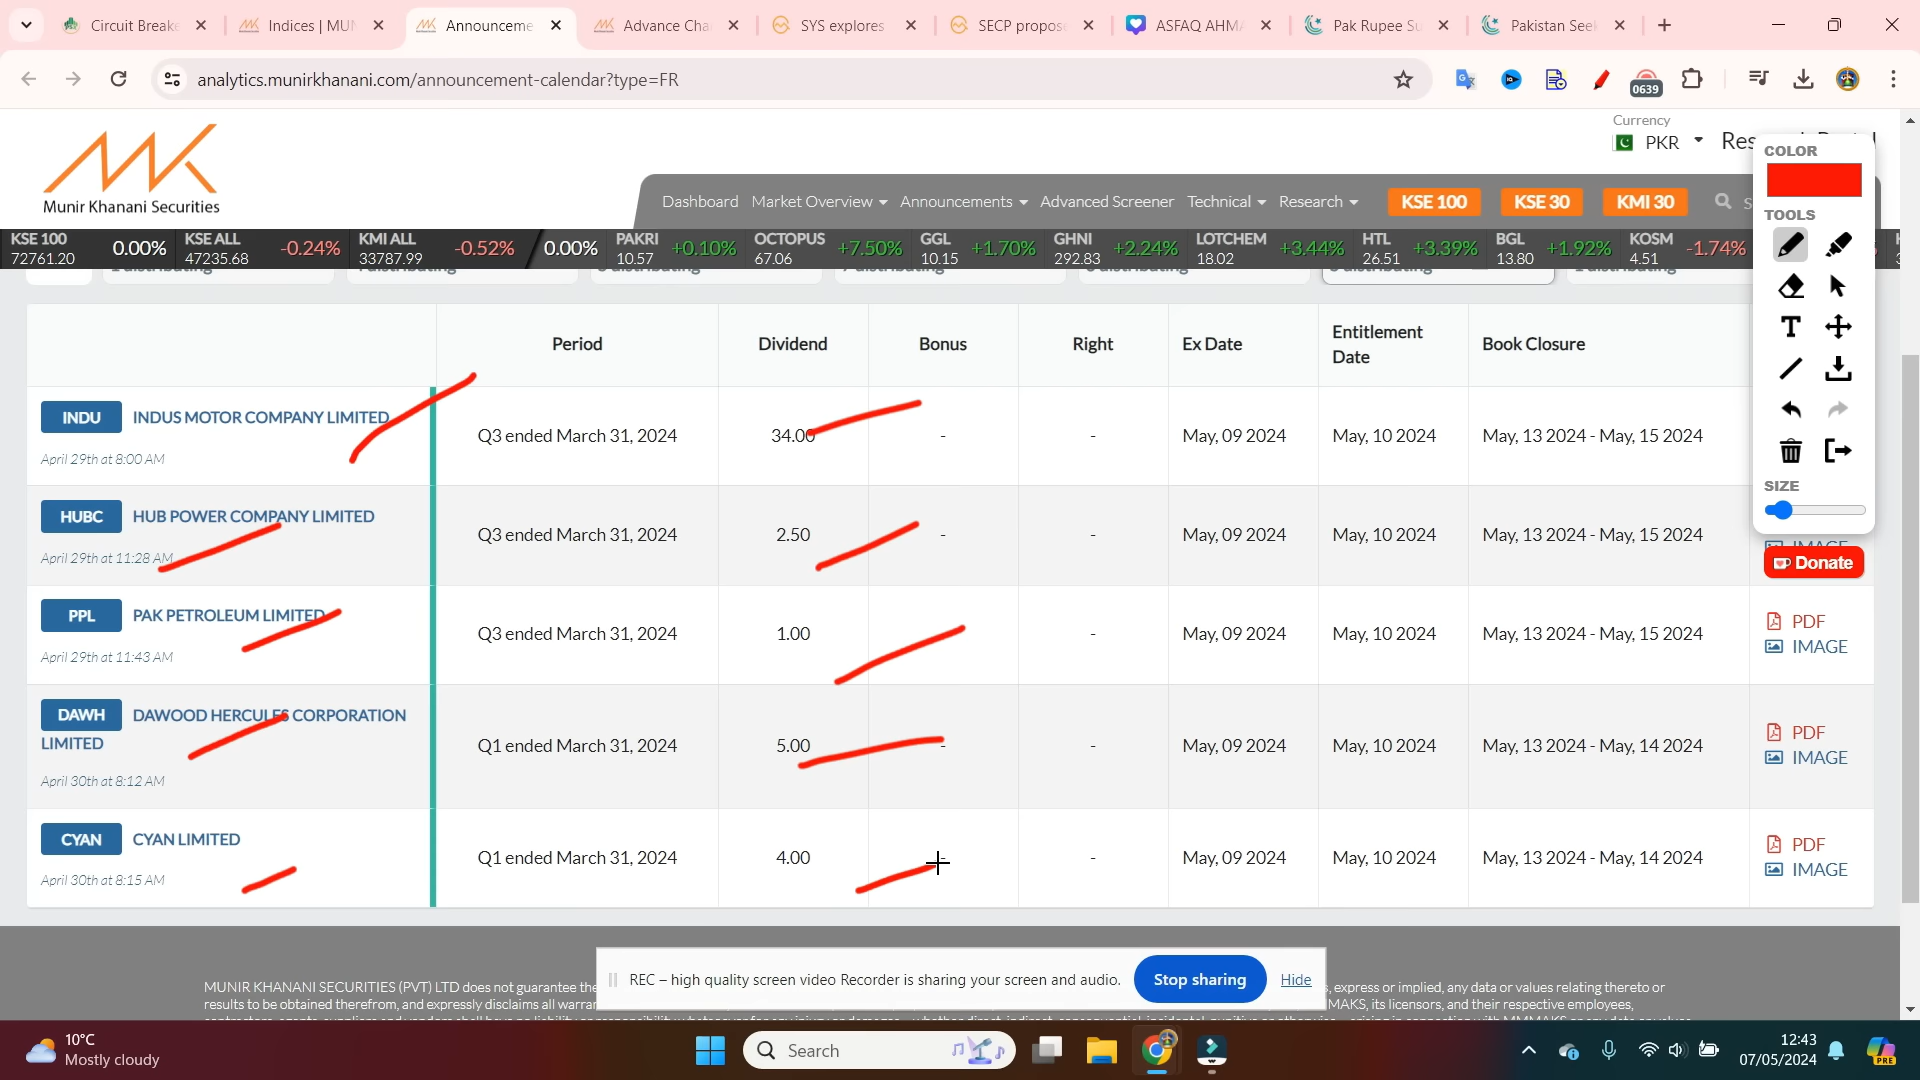 Circuit Breake
Indices | MUN
Announceme
Advance Cha
SYS explores
SECP propose
ASFAQ AHMA
Pak Rupee Su
Pakistan Seek
analytics.munirkhanani.com/announcement-calendar?type=FR
0639
Munir Khanani Securities
Currency
PKR
Dashboard Market Overview Announcements Advanced Screener Technical Research KSE 100 KSE 30 KMI 30
KSE 100 72761.20 0.00%
KSE ALL 47235.68 -0.24%
KMI ALL 33787.99 -0.52%
0.00%
PAKRI 10.57 +0.10%
OCTOPUS 67.06 +7.50%
GGL 10.15 +1.70%
GHNI 292.83 +2.24%
LOTCHEM 18.02 +3.44%
HTL 26.51 +3.39%
BGL 13.80 +1.92%
KOSM 4.51 -1.74%
Period Dividend Bonus Right Ex Date Entitlement Date Book Closure
INDU INDUS MOTOR COMPANY LIMITED
April 29th at 8:00 AM
Q3 ended March 31, 2024 34.00 - - May, 09 2024 May, 10 2024 May, 13 2024 - May, 15 2024
HUBC HUB POWER COMPANY LIMITED
April 29th at 11:28 AM
Q3 ended March 31, 2024 2.50 - - May, 09 2024 May, 10 2024 May, 13 2024 - May, 15 2024
PPL PAK PETROLEUM LIMITED
April 29th at 11:43 AM
Q3 ended March 31, 2024 1.00 - May, 09 2024 May, 10 2024 May, 13 2024 - May, 15 2024
PDF
IMAGE
DAWH DAWOOD HERCULES CORPORATION
LIMITED
April 30th at 8:12 AM
Q1 ended March 31, 2024 5.00 - - May, 09 2024 May, 10 2024 May, 13 2024 - May, 14 2024
PDF
IMAGE
CYAN CYAN LIMITED
April 30th at 8:15 AM
Q1 ended March 31, 2024 4.00 - - May, 09 2024 May, 10 2024 May, 13 2024 - May, 14 2024
PDF
IMAGE
COLOR
TOOLS
SIZE
Donate
MUNIR KHANANI SECURITIES (PVT) LTD does not guarantee the
, express or implied, any data or values relating thereto or
results to be obtained therefrom, and expressly disclaims all warran
MMAKS, its licensors, and their respective employees,
REC – high quality screen video Recorder is sharing your screen and audio. Stop sharing Hide
10°C
Mostly cloudy
Search
12:43
07/05/2024
PRE